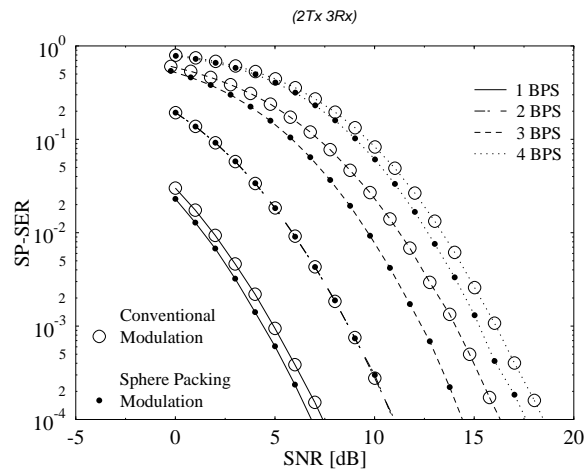 (2Tx 3Rx)
10^0
5
2
10^-1
5
2
10^-2
5
2
10^-3
5
2
10^-4
SP-SER
1 BPS
2 BPS
3 BPS
4 BPS
Conventional
Modulation
Sphere Packing
Modulation
-5 0 5 10 15 20
SNR [dB]